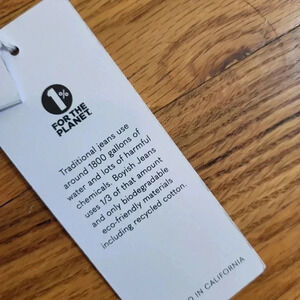 1%
FOR THE
PLANET
Traditional jeans use
around 1800 gallons of
water and lots of harmful
chemicals. Boyish Jeans
uses 1/3 of that amount
and only biodegradable
eco-friendly materials
including recycled cotton.
IN CALIFORNIA